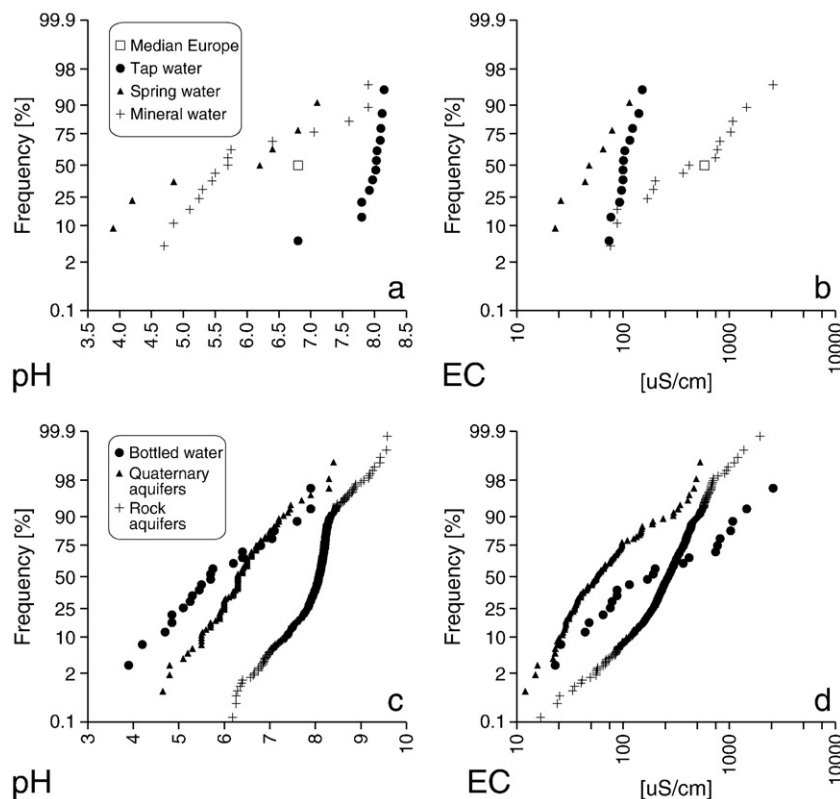 99.9
98
90
75
50
25
10
2
0.1
Frequency [%]
Median Europe
Tap water
Spring water
Mineral water
a
3.5
4.0
4.5
5.0
5.5
6.0
6.5
7.0
7.5
8.0
8.5
pH
99.9
98
90
75
50
25
10
2
0.1
Frequency [%]
b
10
100
1000
10000
EC
[uS/cm]
99.9
98
90
75
50
25
10
2
0.1
Frequency [%]
Bottled water
Quaternary
aquifers
Rock
aquifers
c
3
4
5
6
7
8
9
10
pH
99.9
98
90
75
50
25
10
2
0.1
Frequency [%]
d
10
100
1000
10000
EC
[uS/cm]